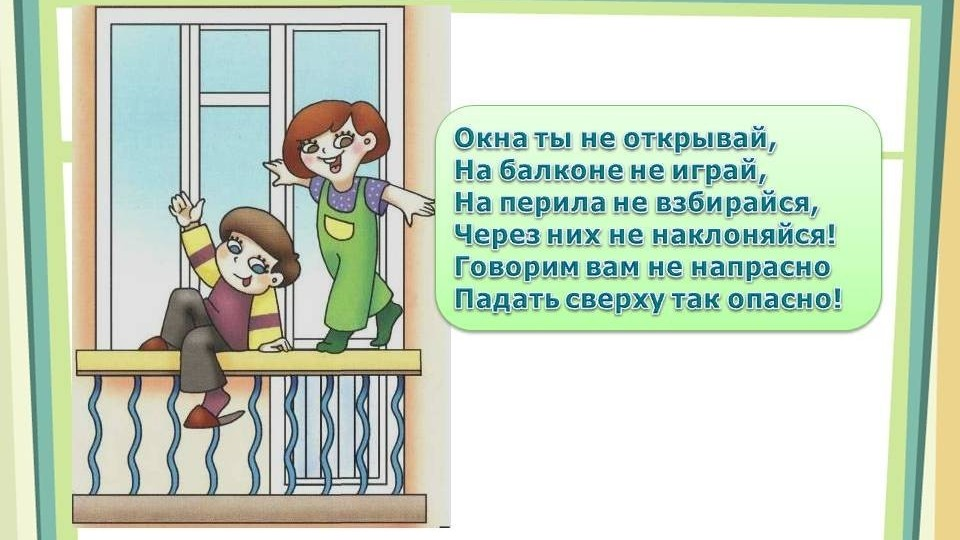 Окна ты не открывай,
На балконе не играй,
На перила не взбирайся,
Через них не наклоняйся!
Говорим вам не напрасно
Падать сверху так опасно!